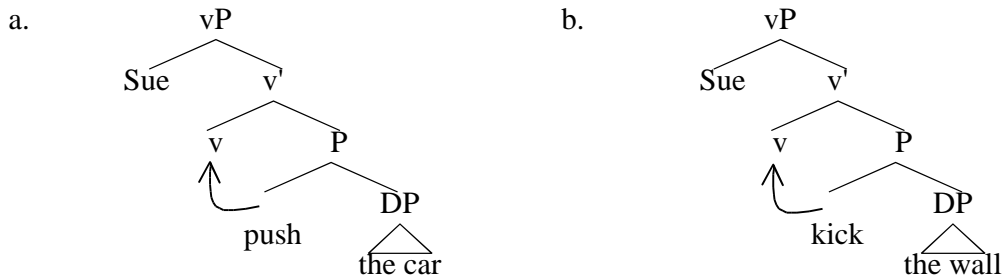 a. vP b. vP
Sue v' Sue v'
v P v P
DP DP
push kick
the car the wall